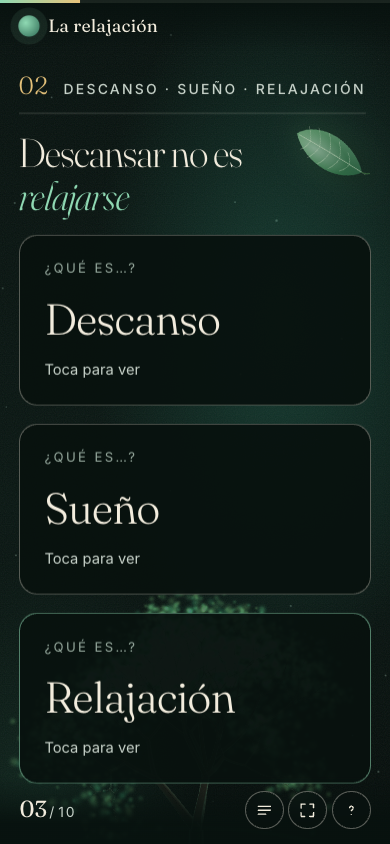 La relajación
02 DESCANSO · SUEÑO · RELAJACIÓN
Descansar no es
relajarse
¿QUÉ ES…?
Descanso
Toca para ver
¿QUÉ ES…?
Sueño
Toca para ver
¿QUÉ ES…?
Relajación
Toca para ver
03 / 10
?